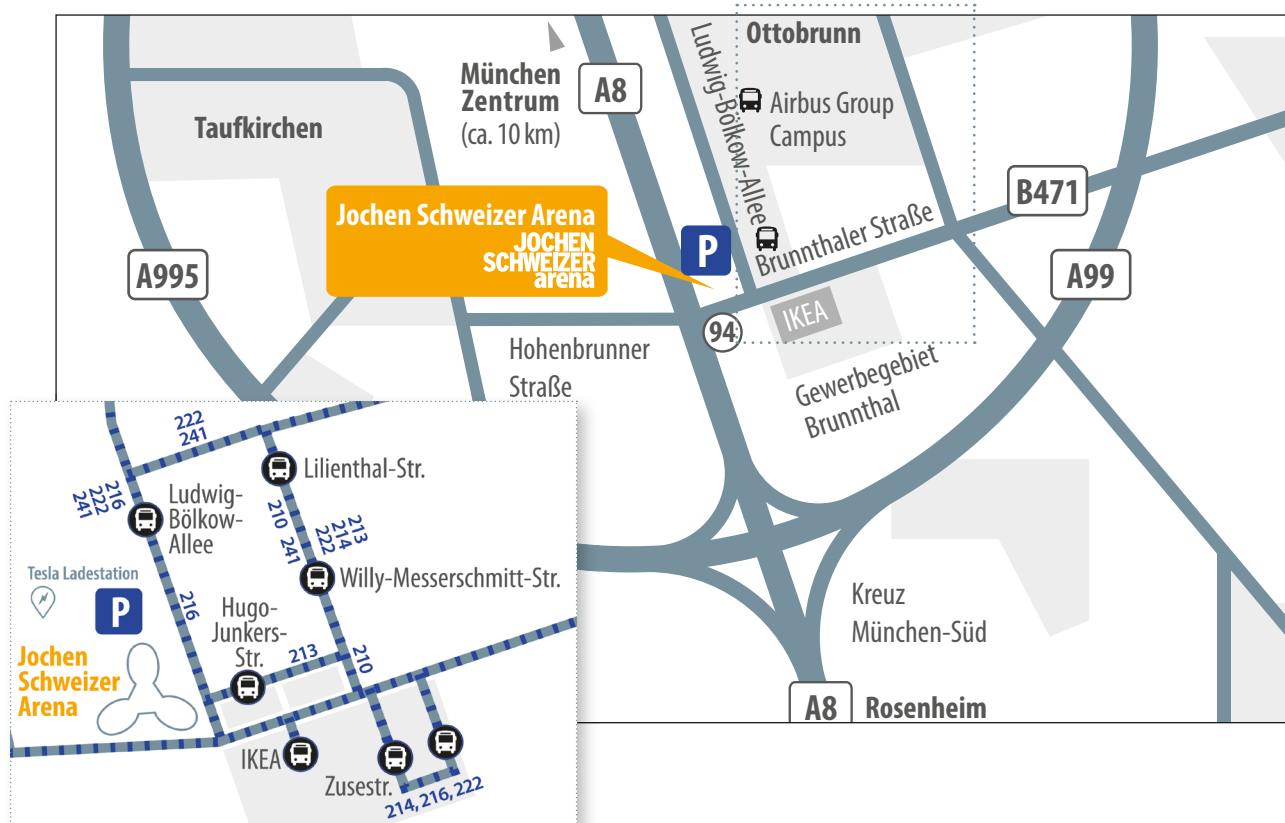 Ottobrunn
Ludwig-Bölkow-Allee
München
Zentrum
(ca. 10 km)
A8
Airbus Group
Campus
Taufkirchen
B471
Jochen Schweizer Arena
JOCHEN
SCHWEIZER
arena
P
Brunnthaler Straße
A995
A99
IKEA
94
Hohenbrunner
Straße
Gewerbegebiet
Brunnthal
Kreuz
München-Süd
A8
Rosenheim
222
241
Lilienthal-Str.
216
222
241
Ludwig-
Bölkow-
Allee
210
241
213
214
222
Willy-Messerschmitt-Str.
Tesla Ladestation
P
216
Hugo-
Junkers-
Str.
213
210
Jochen
Schweizer
Arena
IKEA
Zusestr.
214, 216, 222